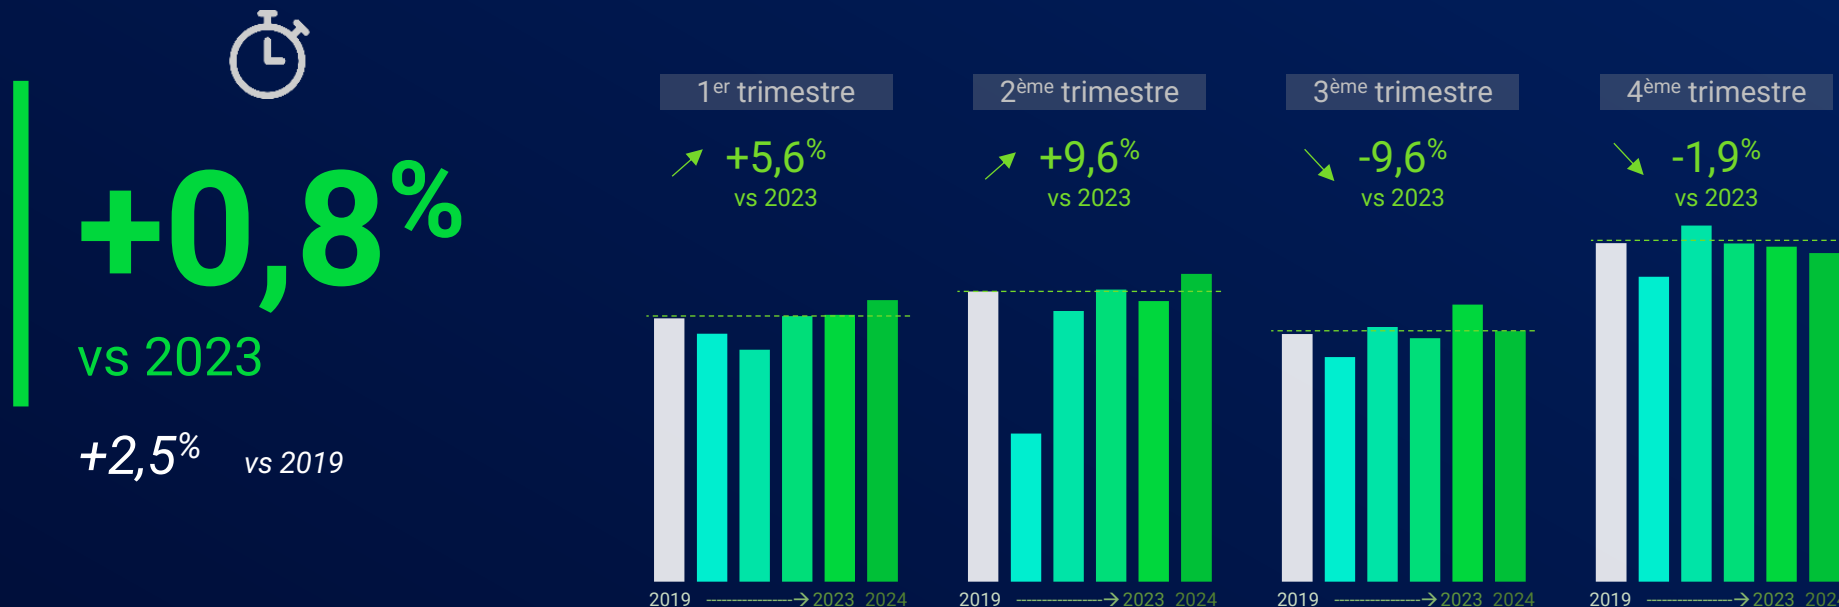 +0,8%
vs 2023
+2,5% vs 2019
1er trimestre
+5,6%
vs 2023
2019 2023 2024
2ème trimestre
+9,6%
vs 2023
2019 2023 2024
3ème trimestre
-9,6%
vs 2023
2019 2023 2024
4ème trimestre
-1,9%
vs 2023
2019 2023